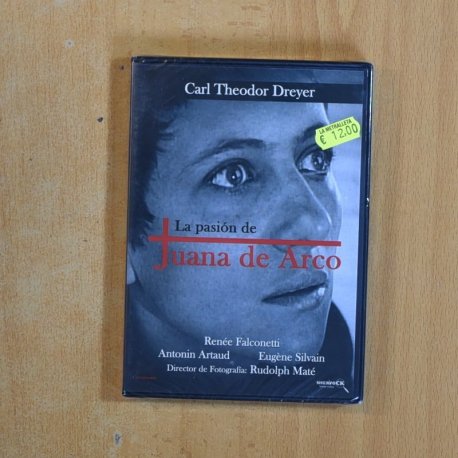 Carl Theodor Dreyer
LA METRALLETA
€ 12.00
La pasión de
Juana de Arco
Renée Falconetti
Antonin Artaud Eugène Silvain
Director de Fotografía: Rudolph Maté